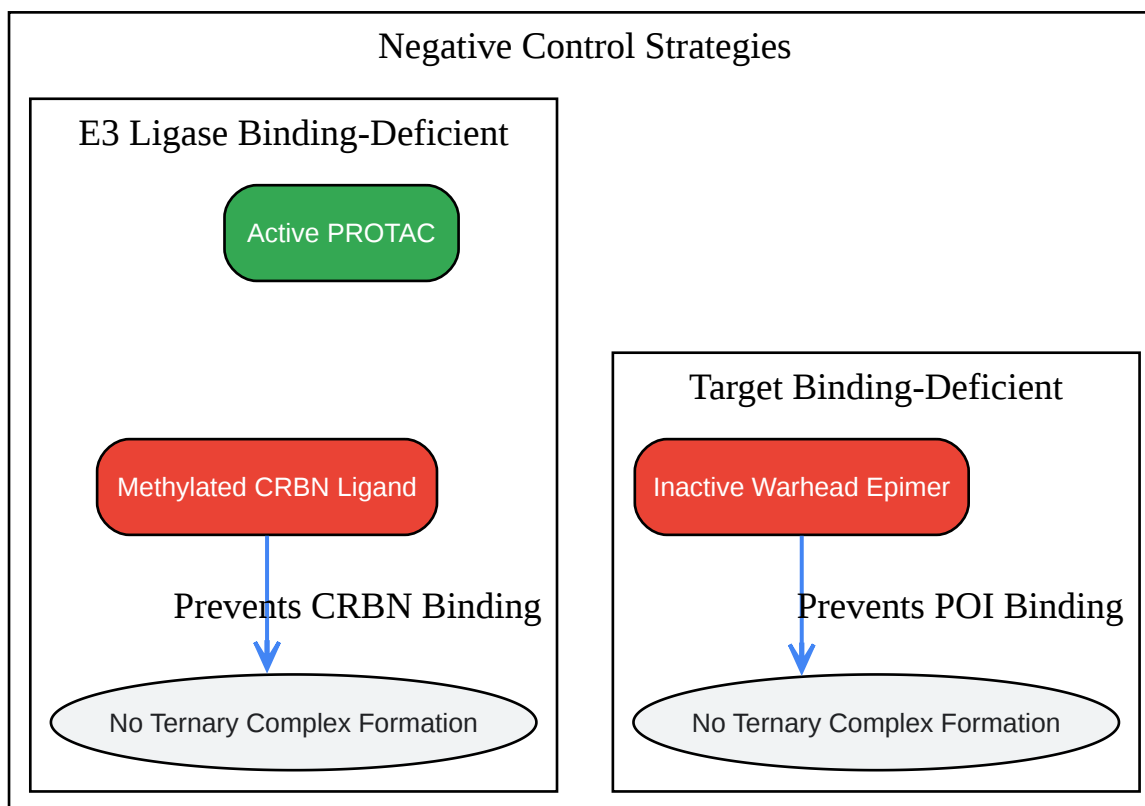 Negative Control Strategies
E3 Ligase Binding-Deficient
Active PROTAC
Methylated CRBN Ligand
Prevents CRBN Binding
No Ternary Complex Formation
Target Binding-Deficient
Inactive Warhead Epimer
Prevents POI Binding
No Ternary Complex Formation